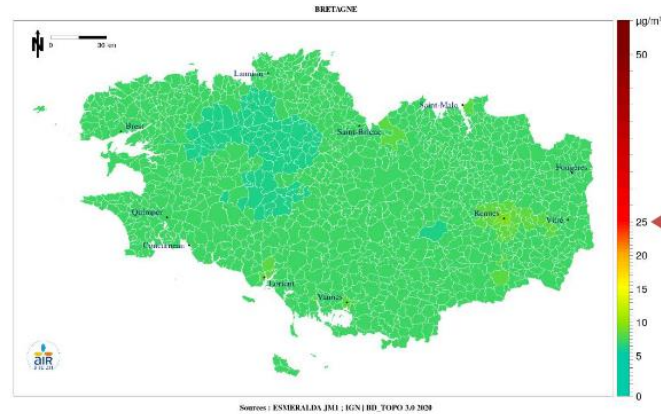 BRETAGNE
µg/m³
N
0 30 km
50
Lannion
Saint-Malo
Brest
Saint-Brieuc
Fougères
Quimper
Rennes
Vitré
25
Concarneau
20
Lorient
15
Vannes
10
5
aiR
0
Sources : ESMERALDA JM1 ; IGN | BD_TOPO 3.0 2020